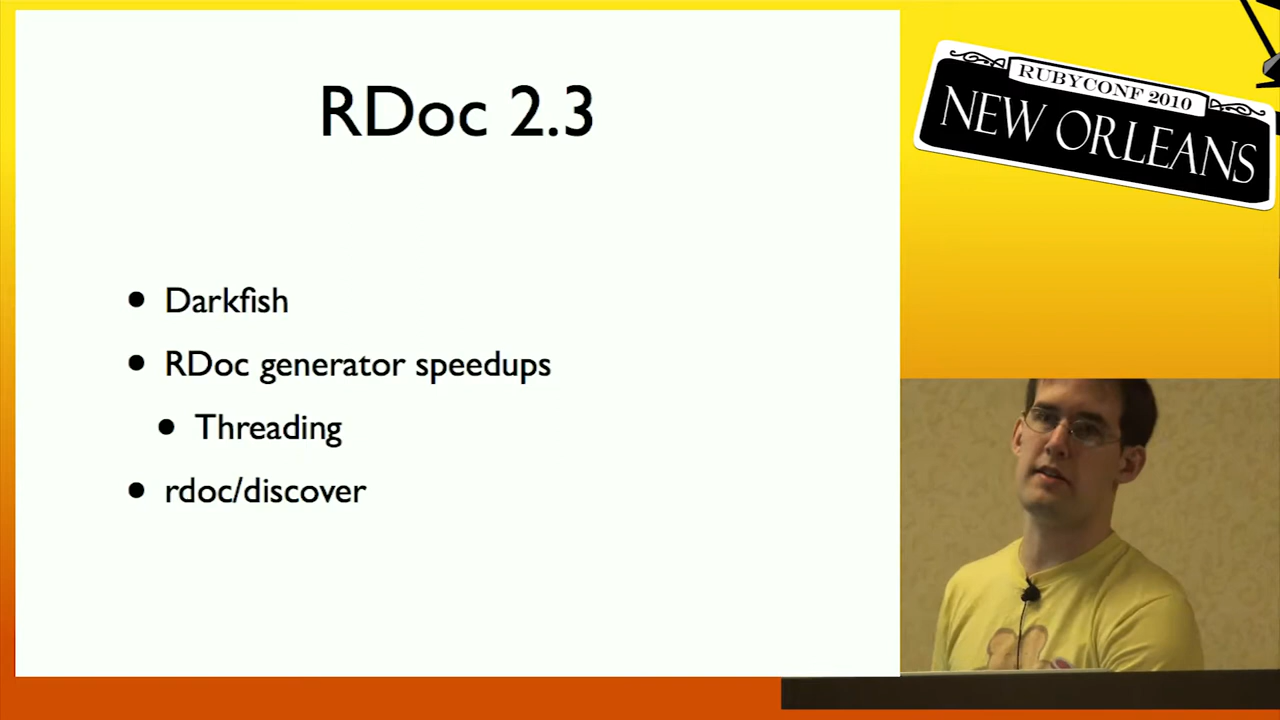 RDoc 2.3
• Darkfish
• RDoc generator speedups
• Threading
• rdoc/discover
RUBYCONF 2010
NEW ORLEANS